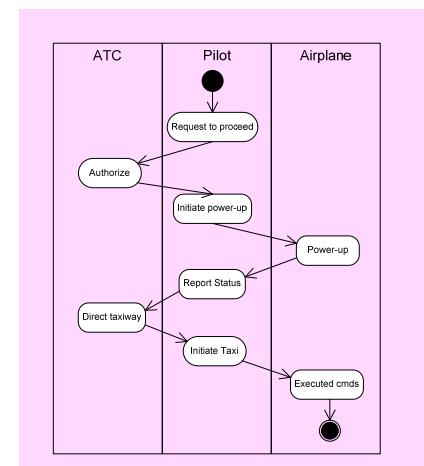 ATC
Pilot
Airplane
Request to proceed
Authorize
Initiate power-up
Power-up
Report Status
Direct taxiway
Initiate Taxi
Executed cmds